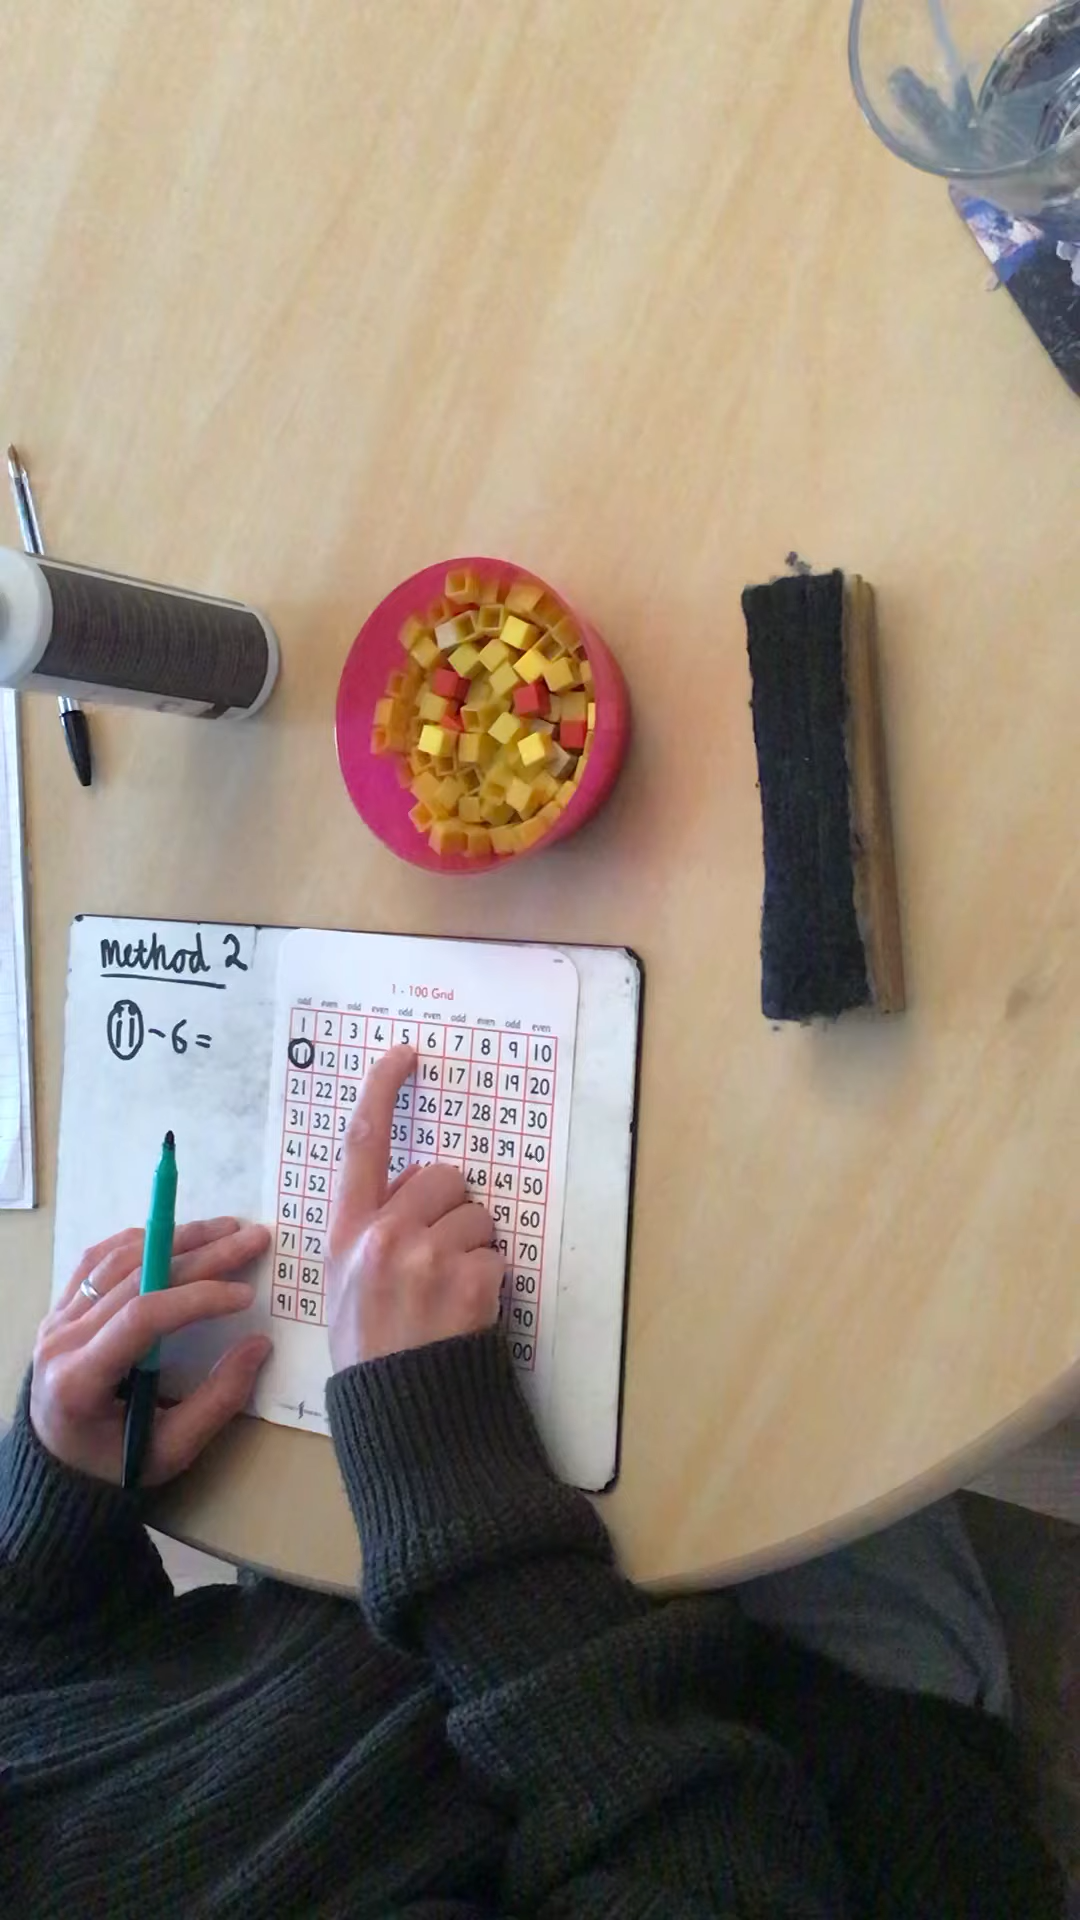 Method 2
11 - 6 =
1 - 100 Grid
odd even odd even odd even odd even odd even
1 2 3 4 5 6 7 8 9 10
11 12 13 16 17 18 19 20
21 22 23 25 26 27 28 29 30
31 32 35 36 37 38 39 40
41 42 45 48 49 50
51 52 59 60
61 62 69 70
71 72 80
81 82 90
91 92